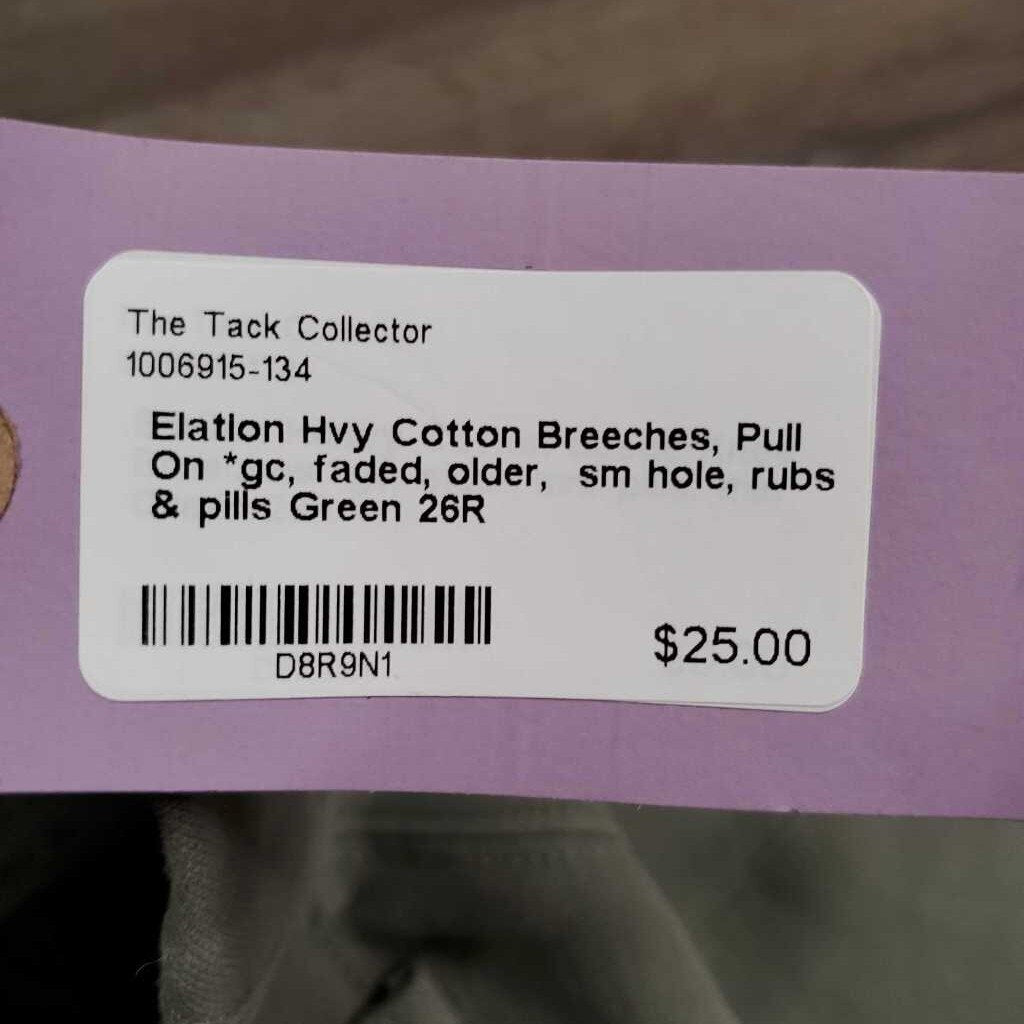 The Tack Collector
1006915-134
Elation Hvy Cotton Breeches, Pull
On *gc, faded, older, sm hole, rubs
& pills Green 26R
D8R9N1
$25.00